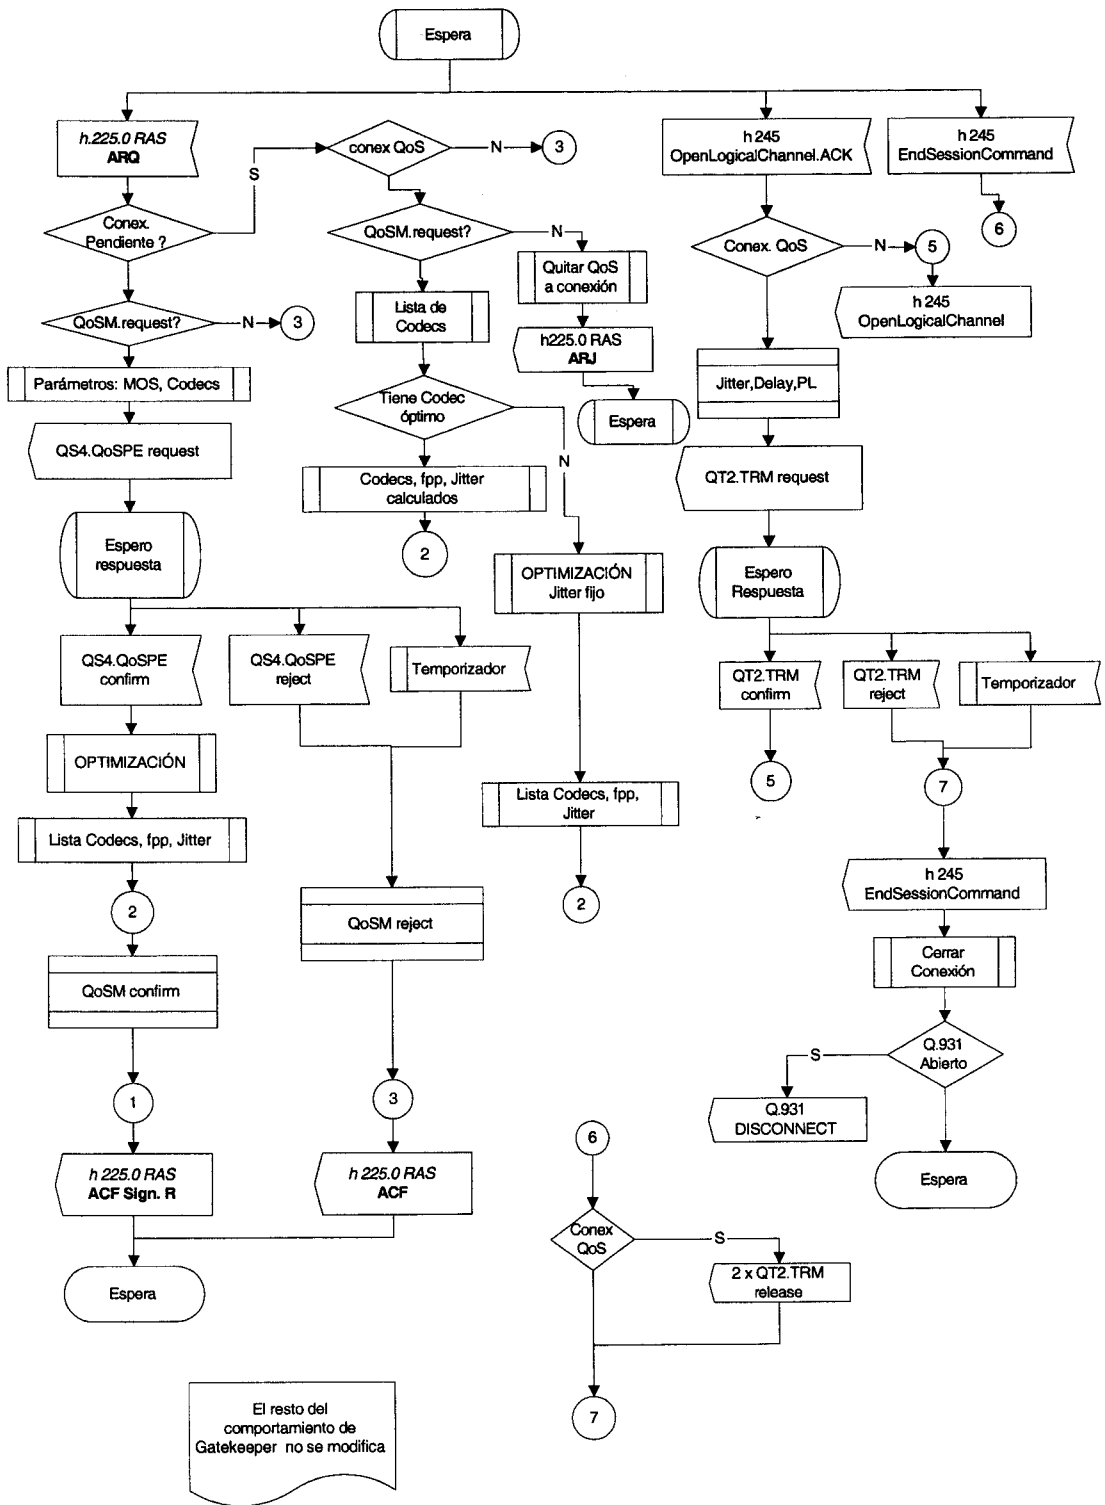 Espera
h.225.0 RAS
ARQ
conex QoS
N
3
h 245
OpenLogicalChannel.ACK
h 245
EndSessionCommand
S
Conex.
Pendiente ?
QoSM.request?
N
Quitar QoS
a conexión
Conex. QoS
N
5
6
h 245
OpenLogicalChannel
QoSM.request?
N
3
Lista de
Codecs
h225.0 RAS
ARJ
Parámetros: MOS, Codecs
Tiene Codec
óptimo
Espera
Jitter,Delay,PL
QS4.QoSPE request
N
Codecs, fpp, Jitter
calculados
QT2.TRM request
Espero
respuesta
2
OPTIMIZACIÓN
Jitter fijo
Espero
Respuesta
QS4.QoSPE
confirm
QS4.QoSPE
reject
Temporizador
QT2.TRM
confirm
QT2.TRM
reject
Temporizador
OPTIMIZACIÓN
5
7
Lista Codecs, fpp,
Jitter
Lista Codecs, fpp, Jitter
2
2
h 245
EndSessionCommand
QoSM reject
Cerrar
Conexión
QoSM confirm
Q.931
Abierto
S
1
3
Q.931
DISCONNECT
6
h 225.0 RAS
ACF Sign. R
h 225.0 RAS
ACF
Espera
Conex
QoS
S
2 x QT2.TRM
release
Espera
7
El resto del
comportamiento de
Gatekeeper no se modifica